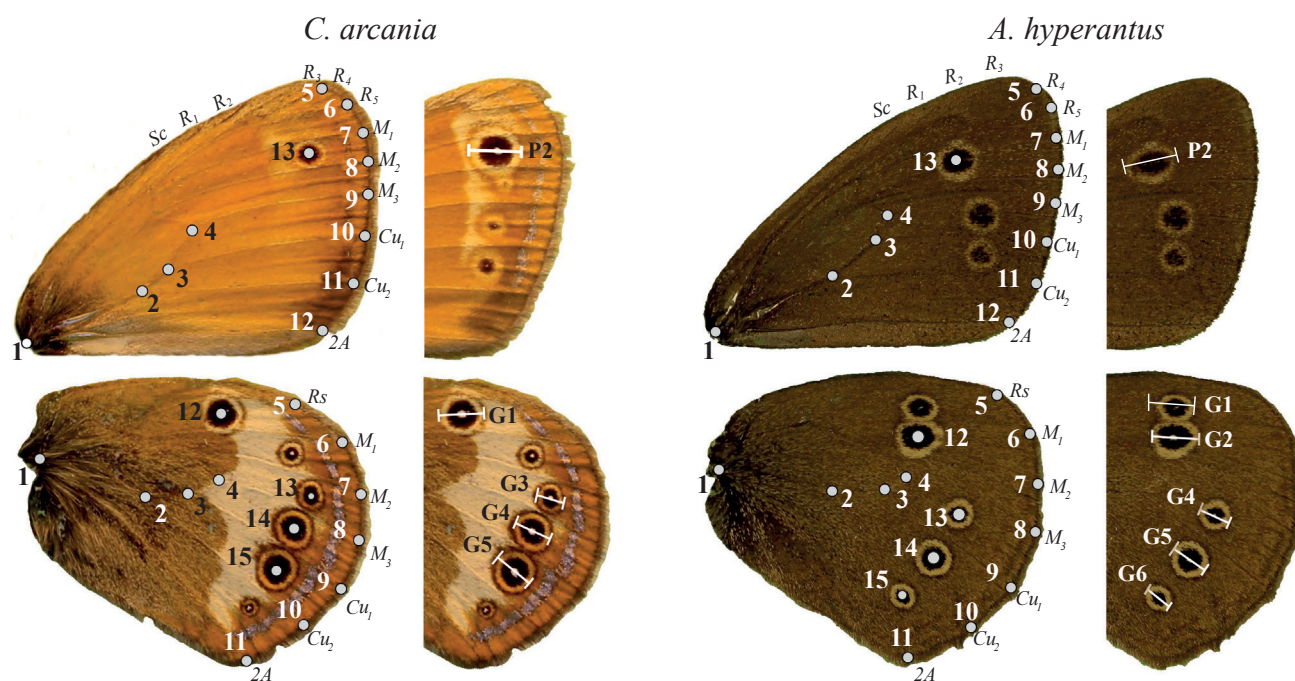 C. arcania
A. hyperantus
Sc R₁ R₂ R₃ R₄ R₅ M₁ M₂ M₃ Cu₁ Cu₂ 2A
1 2 3 4 5 6 7 8 9 10 11 12 13
P2
Sc R₁ R₂ R₃ R₄ R₅ M₁ M₂ M₃ Cu₁ Cu₂ 2A
1 2 3 4 5 6 7 8 9 10 11 12 13
P2
Rs M₁ M₂ M₃ Cu₁ Cu₂ 2A
1 2 3 4 5 6 7 8 9 10 11 12 13 14 15
G1
G3
G4
G5
Rs M₁ M₂ M₃ Cu₁ Cu₂ 2A
1 2 3 4 5 6 7 8 9 10 11 12 13 14 15
G1
G2
G4
G5
G6